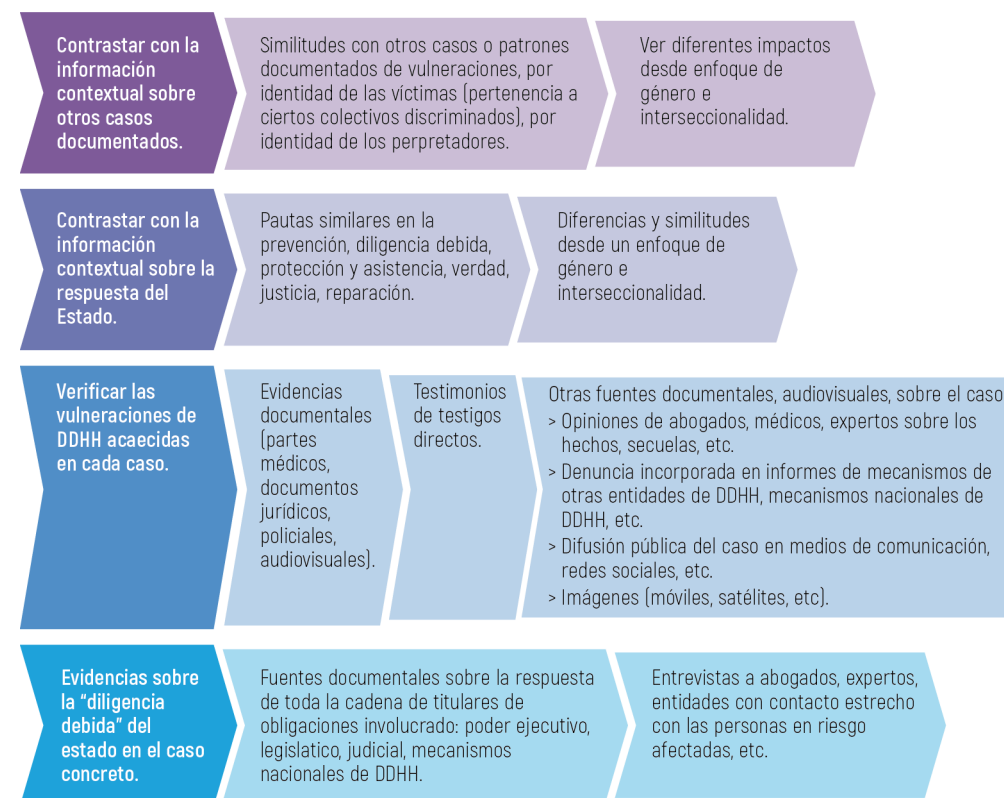 Contrastar con la
información
contextual sobre
otros casos
documentados.
Similitudes con otros casos o patrones
documentados de vulneraciones, por
identidad de las víctimas (pertenencia a
ciertos colectivos discriminados), por
identidad de los perpretadores.
Ver diferentes impactos
desde enfoque de
género e
interseccionalidad.
Contrastar con la
información
contextual sobre la
respuesta del
Estado.
Pautas similares en la
prevención, diligencia debida,
protección y asistencia, verdad,
justicia, reparación.
Diferencias y similitudes
desde un enfoque de
género e
interseccionalidad.
Verificar las
vulneraciones de
DDHH acaecidas
en cada caso.
Evidencias
documentales
(partes
médicos,
documentos
jurídicos,
policiales,
audiovisuales).
Testimonios
de testigos
directos.
Otras fuentes documentales, audiovisuales, sobre el caso
> Opiniones de abogados, médicos, expertos sobre los
hechos, secuelas, etc.
> Denuncia incorporada en informes de mecanismos de
otras entidades de DDHH, mecanismos nacionales de
DDHH, etc.
> Difusión pública del caso en medios de comunicación,
redes sociales, etc.
> Imágenes (móviles, satélites, etc).
Evidencias sobre
la “diligencia
debida” del
estado en el caso
concreto.
Fuentes documentales sobre la respuesta
de toda la cadena de titulares de
obligaciones involucrado: poder ejecutivo,
legislatico, judicial, mecanismos
nacionales de DDHH.
Entrevistas a abogados, expertos,
entidades con contacto estrecho
con las personas en riesgo
afectadas, etc.